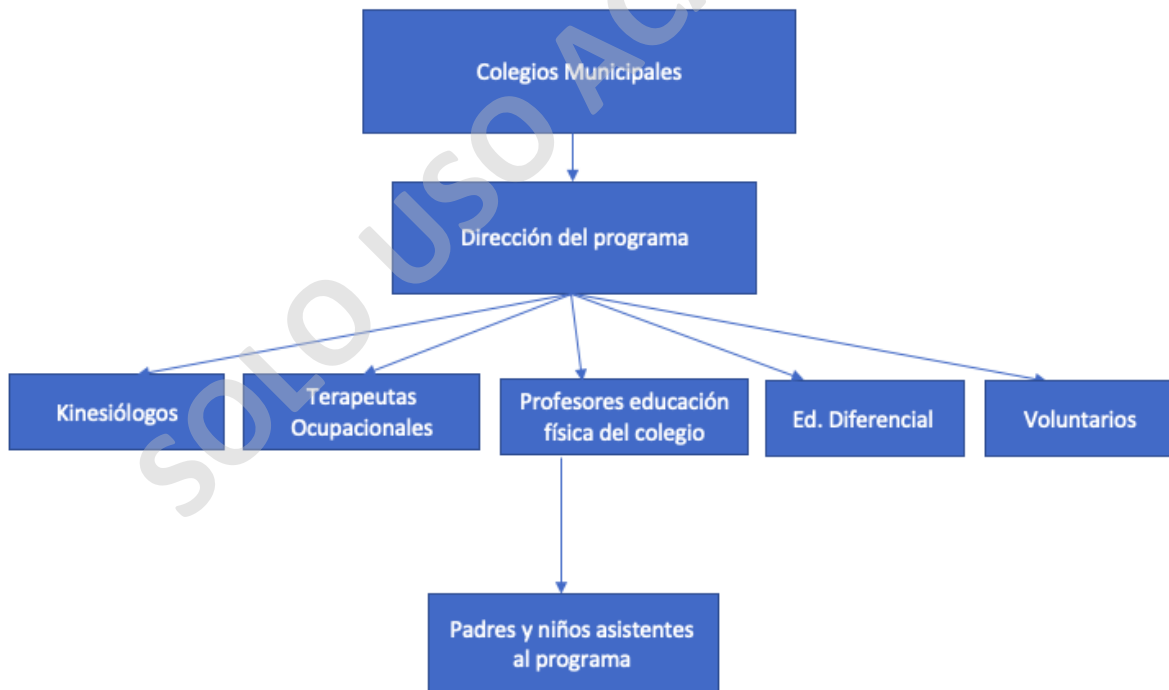 Colegios Municipales
Dirección del programa
Kinesiólogos
Terapeutas
Ocupacionales
Profesores educación
física del colegio
Ed. Diferencial
Voluntarios
Padres y niños asistentes
al programa
SOLO USO